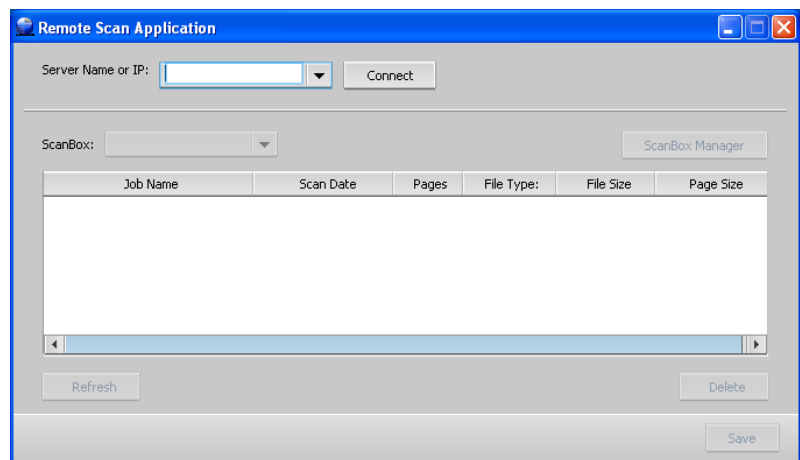 Remote Scan Application
Server Name or IP:
Connect
ScanBox:
ScanBox Manager
Job Name Scan Date Pages File Type: File Size Page Size
Refresh
Delete
Save